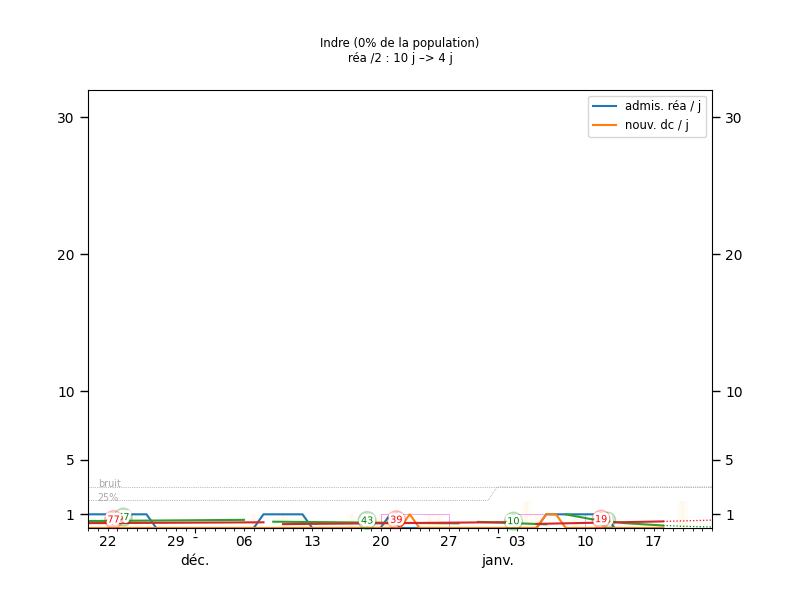 Indre (0% de la population)
réa /2 : 10 j –> 4 j
admis. réa / j
nouv. dc / j
30 30
20 20
10 10
5 5
bruit
25%
1 77 43 39 10 19 1
22 29 - 06 13 20 27 - 03 10 17
déc. janv.